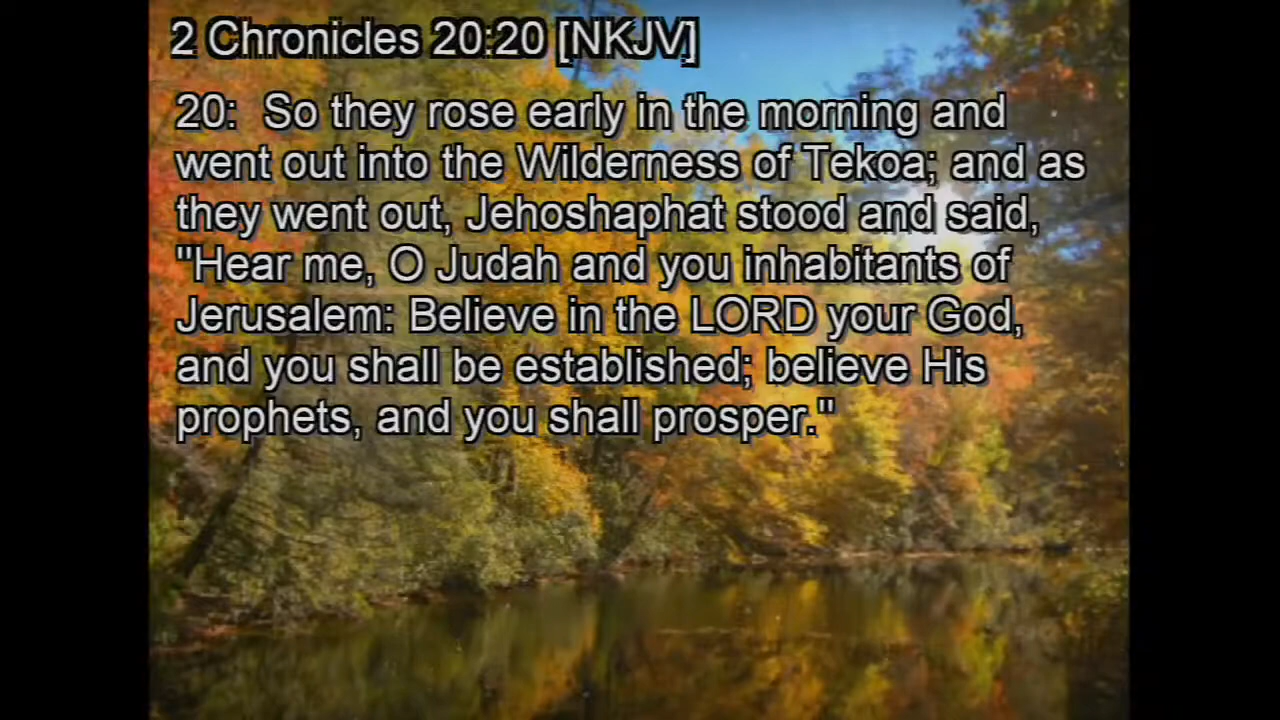 2 Chronicles 20:20 [NKJV]
20:  So they rose early in the morning and
went out into the Wilderness of Tekoa; and as
they went out, Jehoshaphat stood and said,
"Hear me, O Judah and you inhabitants of
Jerusalem: Believe in the LORD your God,
and you shall be established; believe His
prophets, and you shall prosper."